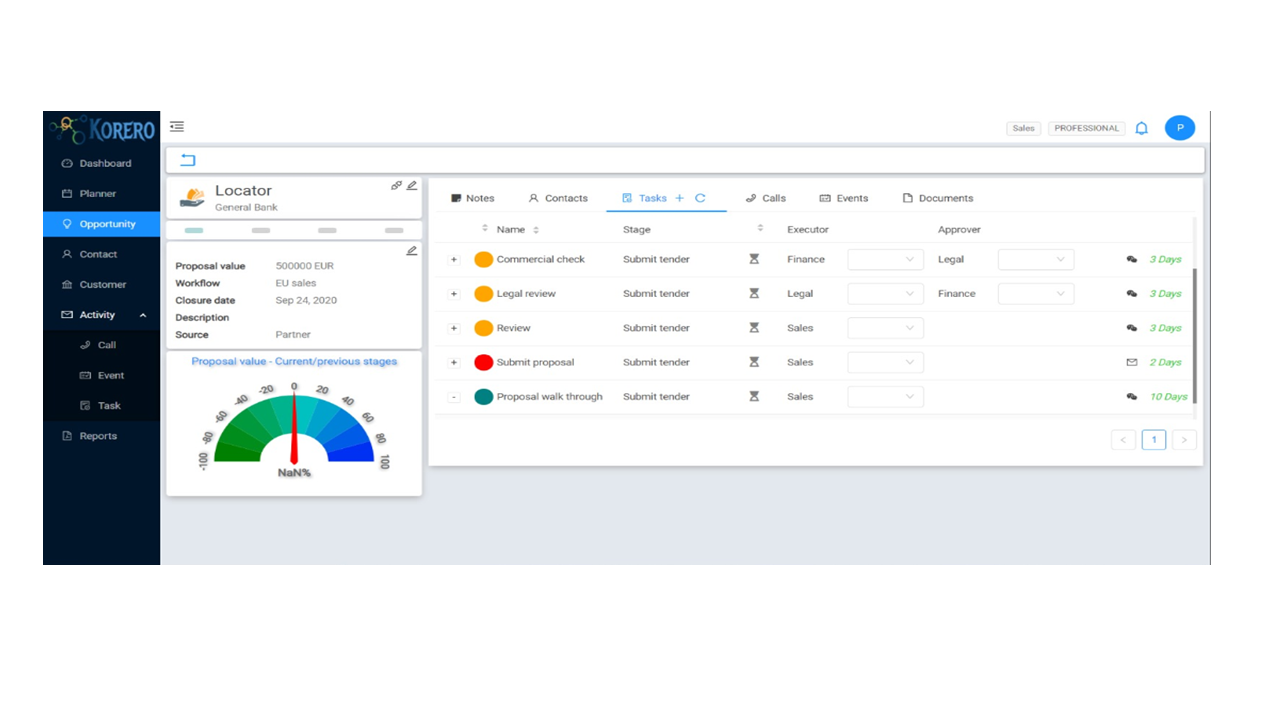 KORERO
Sales PROFESSIONAL P
Dashboard
Planner
Opportunity
Contact
Customer
Activity
Call
Event
Task
Reports
Locator
General Bank
Proposal value 500000 EUR
Workflow EU sales
Closure date Sep 24, 2020
Description
Source Partner
Proposal value - Current/previous stages
-100 -80 -60 -40 -20 0 20 40 60 80 100
NaN%
Notes Contacts Tasks + Calls Events Documents
Name Stage Executor Approver
+ Commercial check Submit tender Finance Legal 3 Days
+ Legal review Submit tender Legal Finance 3 Days
+ Review Submit tender Sales 3 Days
+ Submit proposal Submit tender Sales 2 Days
- Proposal walk through Submit tender Sales 10 Days
< 1 >